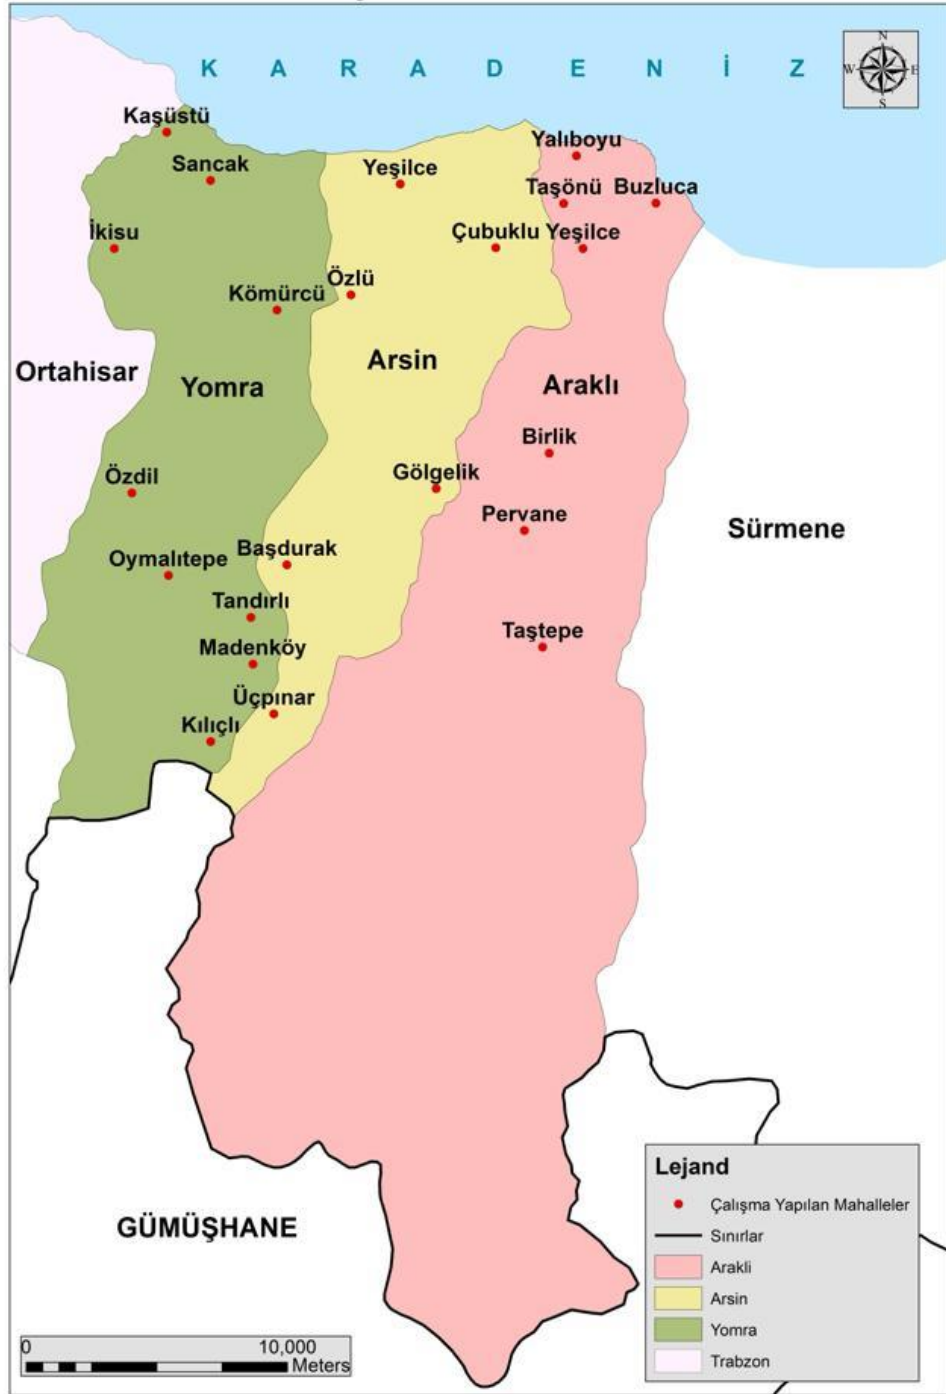 K A R A D E N İ Z
N
W E
S
Kaşüstü
Yalıboyu
Sancak
Yeşilce
Taşönü
Buzluca
İkisu
Çubuklu
Yeşilce
Özlü
Kömürcü
Ortahisar
Yomra
Arsin
Araklı
Birlik
Özdil
Gölgelik
Pervane
Sürmene
Oymalıtepe
Başdurak
Tandırlı
Taştepe
Madenköy
Üçpınar
Kılıçlı
GÜMÜŞHANE
Lejand
Çalışma Yapılan Mahalleler
Sınırlar
Arakli
Arsin
Yomra
Trabzon
0 10,000
Meters